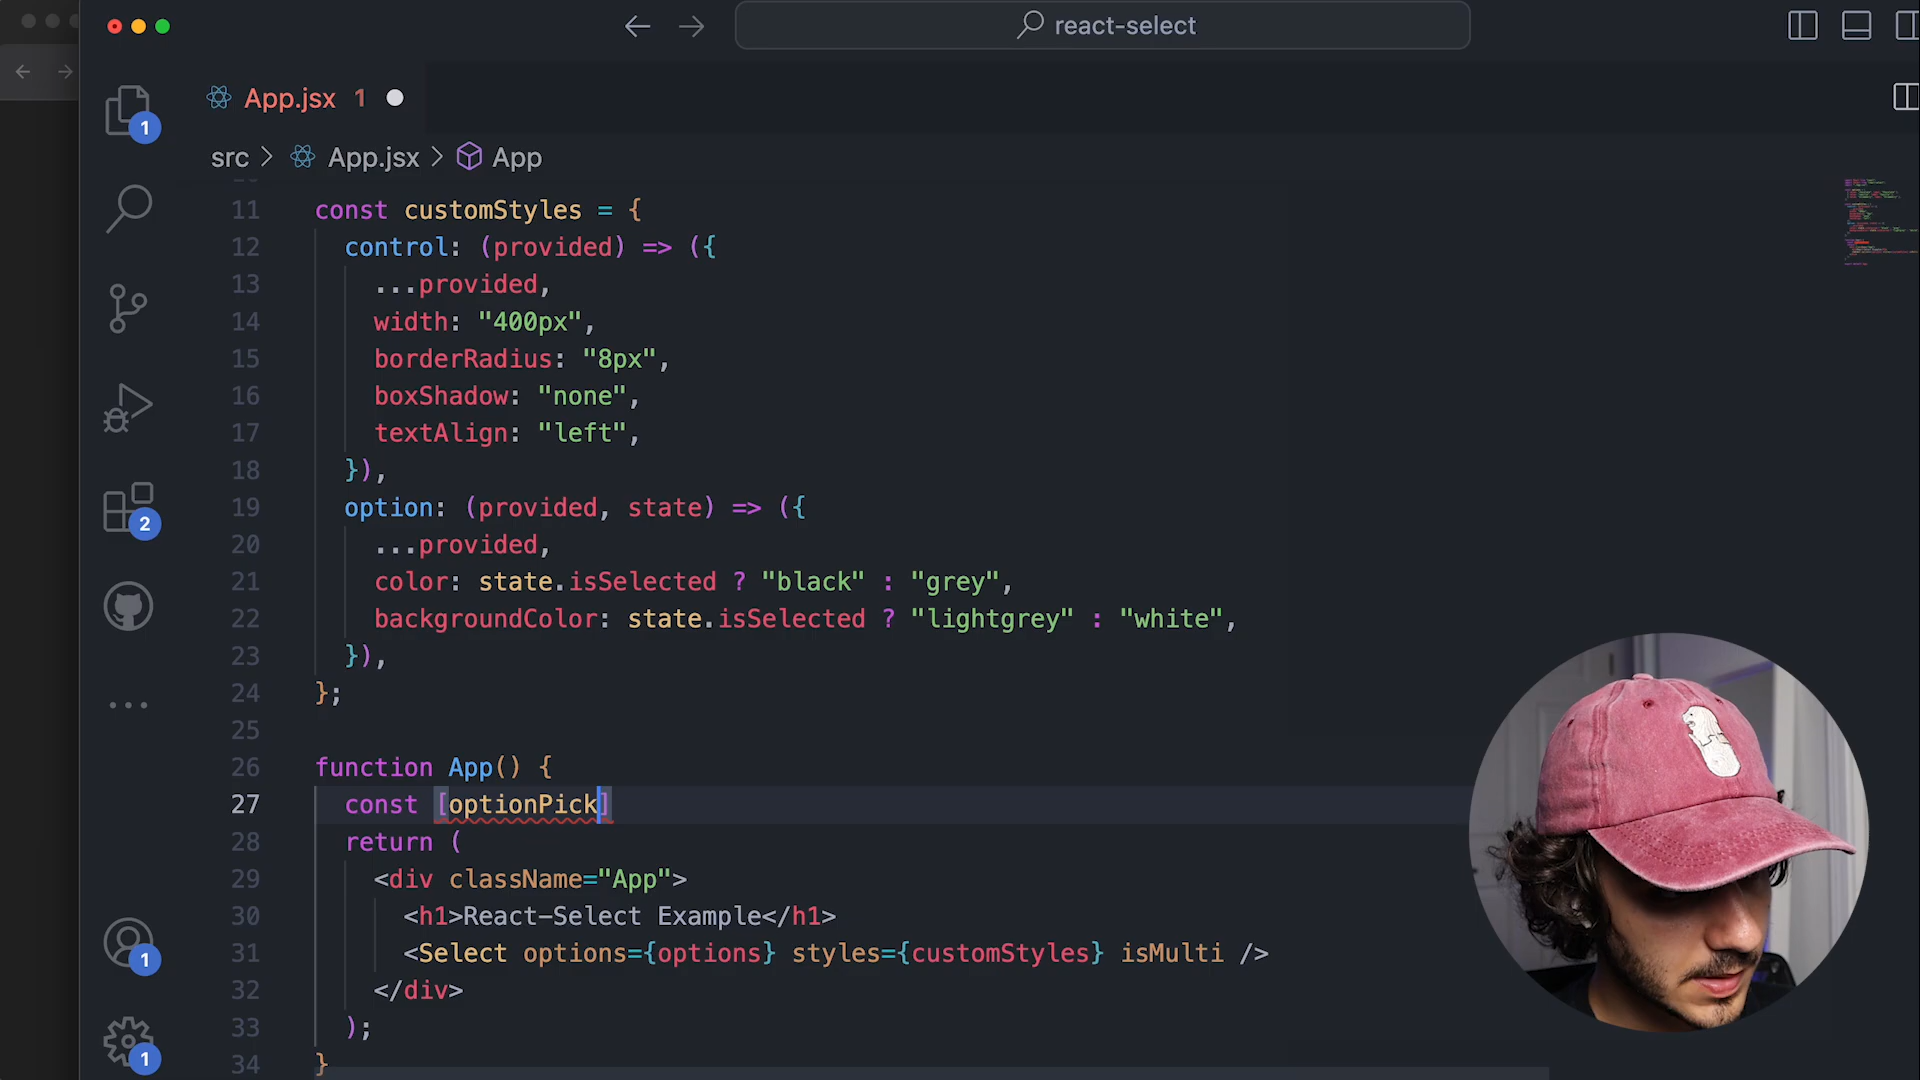 react-select
App.jsx 1
src > App.jsx > App
11 const customStyles = {
12 control: (provided) => ({
13 ...provided,
14 width: "400px",
15 borderRadius: "8px",
16 boxShadow: "none",
17 textAlign: "left",
18 }),
19 option: (provided, state) => ({
20 ...provided,
21 color: state.isSelected ? "black" : "grey",
22 backgroundColor: state.isSelected ? "lightgrey" : "white",
23 }),
24 };
25
26 function App() {
27 const [optionPick]
28 return (
29 <div className="App">
30 <h1>React-Select Example</h1>
31 <Select options={options} styles={customStyles} isMulti />
32 </div>
33 );
34 }
1
2
1
1